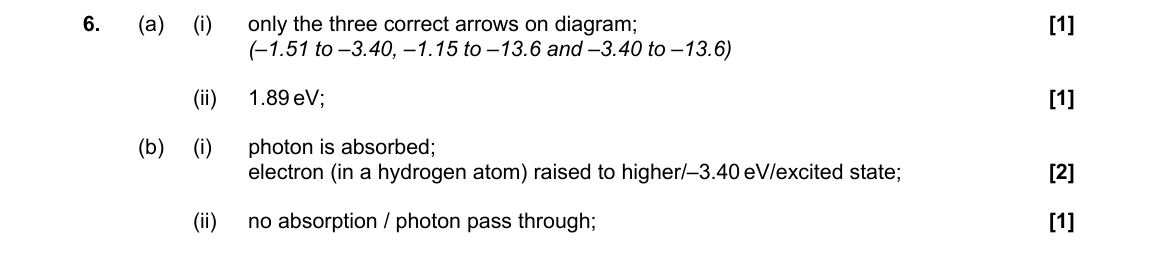 6. (a) (i) only the three correct arrows on diagram; [1]
(–1.51 to –3.40, –1.15 to –13.6 and –3.40 to –13.6)
(ii) 1.89 eV; [1]
(b) (i) photon is absorbed;
electron (in a hydrogen atom) raised to higher/–3.40 eV/excited state; [2]
(ii) no absorption / photon pass through; [1]